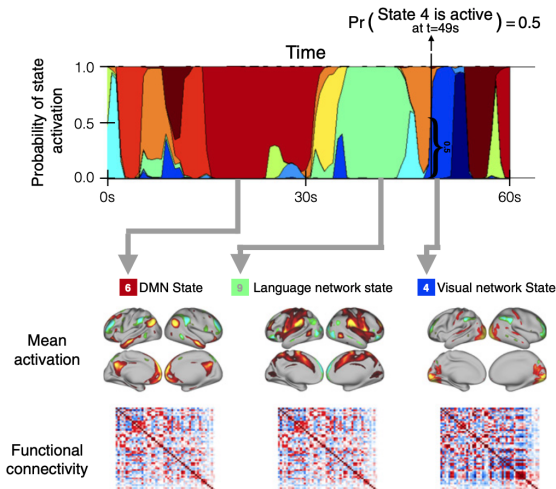 Pr ( State 4 is active at t=49s ) = 0.5
Time
Probability of state
activation
1.0
0.5
0.0
0.5
0s
30s
60s
6 DMN State
9 Language network state
4 Visual network State
Mean
activation
Functional
connectivity